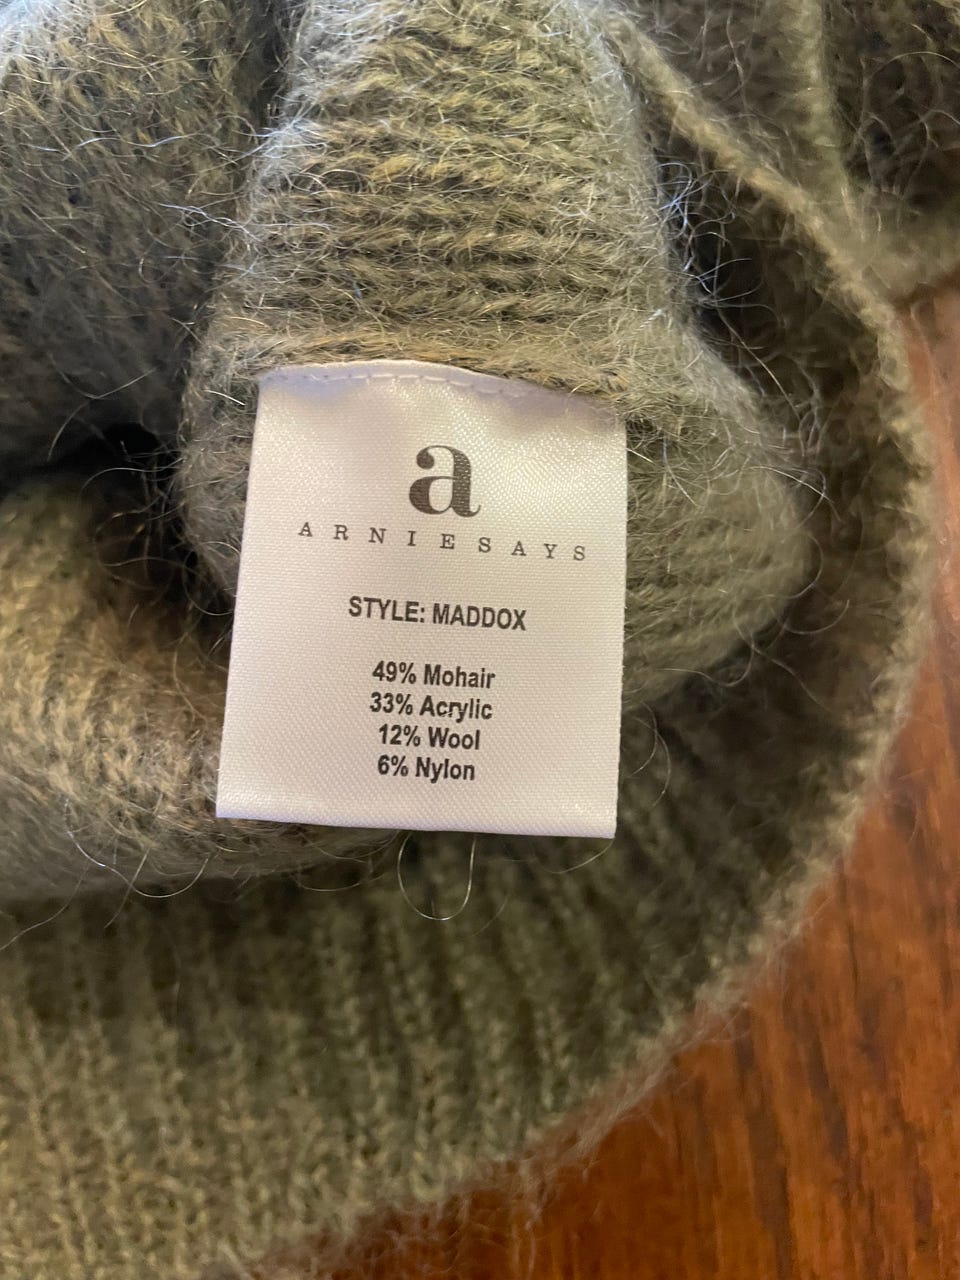 a
ARNIESAYS
STYLE: MADDOX
49% Mohair
33% Acrylic
12% Wool
6% Nylon